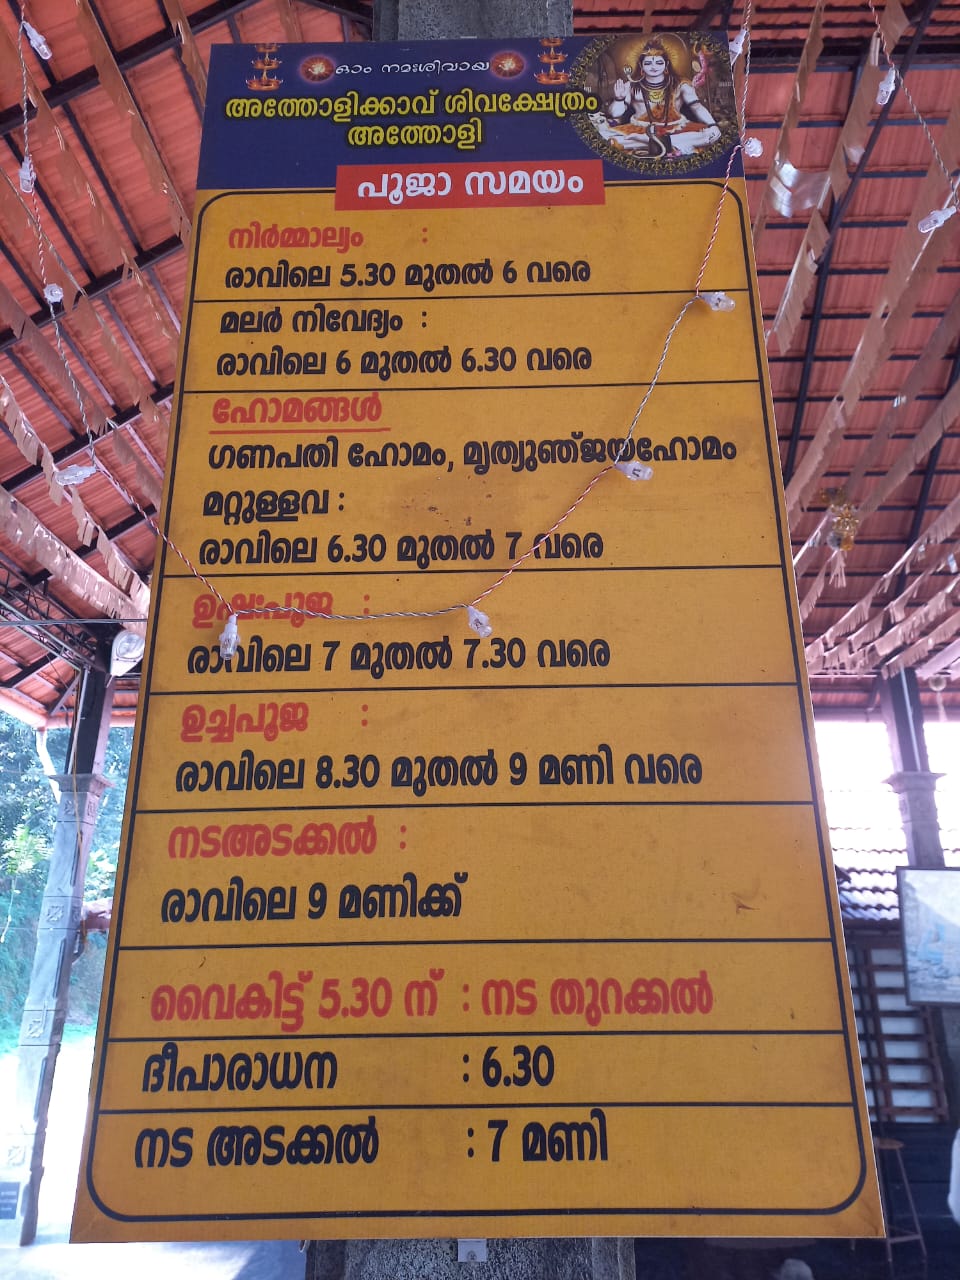 ഓം നമഃശിവായ
അത്തോളിക്കാവ് ശിവക്ഷേത്രം
അത്തോളി
പൂജാ സമയം
നിർമ്മാല്യം :
രാവിലെ 5.30 മുതൽ 6 വരെ
മലർ നിവേദ്യം :
രാവിലെ 6 മുതൽ 6.30 വരെ
ഹോമങ്ങൾ
ഗണപതി ഹോമം, മൃത്യുഞ്ജയഹോമം
മറ്റുള്ളവ :
രാവിലെ 6.30 മുതൽ 7 വരെ
ഉഷഃപൂജ :
രാവിലെ 7 മുതൽ 7.30 വരെ
ഉച്ചപൂജ :
രാവിലെ 8.30 മുതൽ 9 മണി വരെ
നടഅടക്കൽ :
രാവിലെ 9 മണിക്ക്
വൈകിട്ട് 5.30 ന് : നട തുറക്കൽ
ദീപാരാധന : 6.30
നട അടക്കൽ : 7 മണി